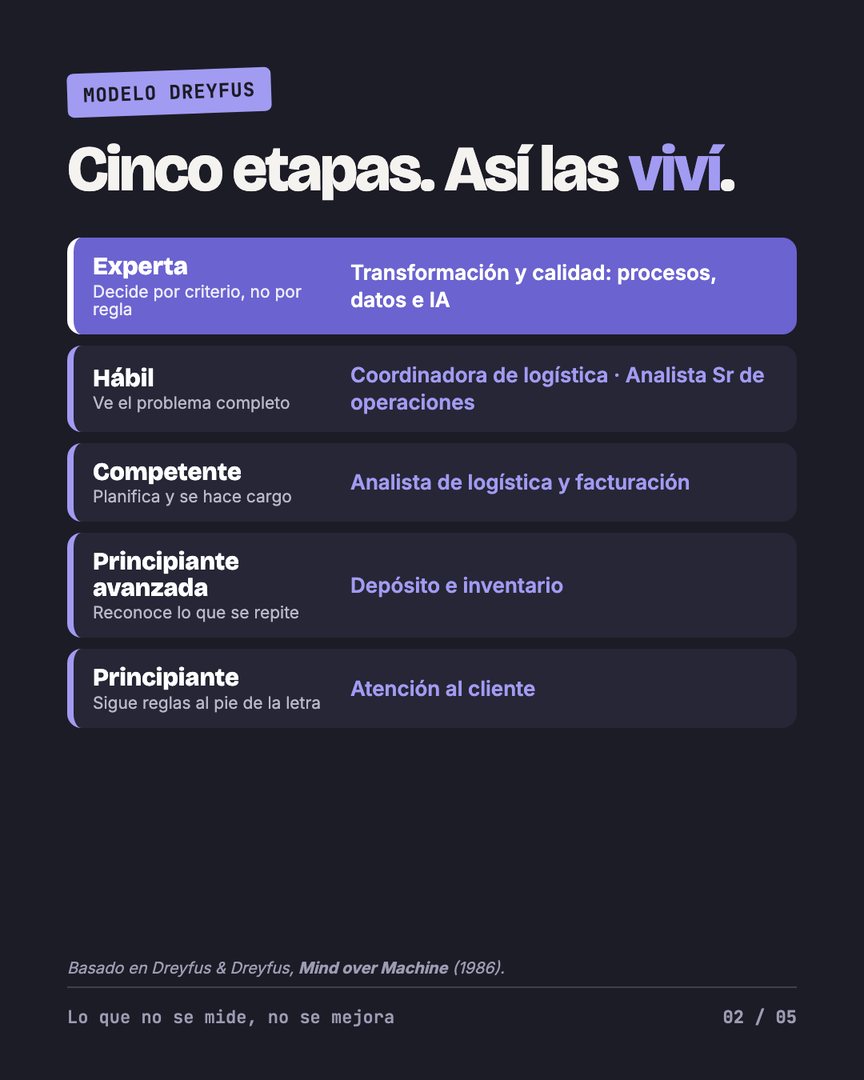 MODELO DREYFUS
Cinco etapas. Así las viví.
Experta
Decide por criterio, no por
regla
Transformación y calidad: procesos,
datos e IA
Hábil
Ve el problema completo
Coordinadora de logística · Analista Sr de
operaciones
Competente
Planifica y se hace cargo
Analista de logística y facturación
Principiante
avanzada
Reconoce lo que se repite
Depósito e inventario
Principiante
Sigue reglas al pie de la letra
Atención al cliente
Basado en Dreyfus & Dreyfus, Mind over Machine (1986).
Lo que no se mide, no se mejora
02 / 05